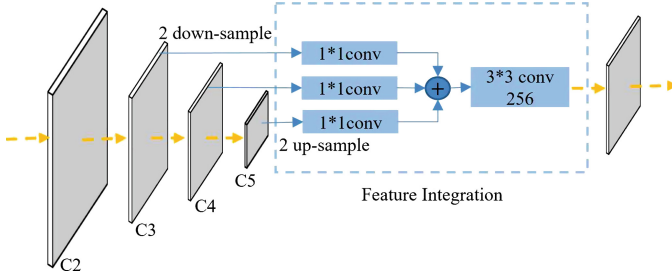 2 down-sample
1*1conv
1*1conv
1*1conv
+
3*3 conv
256
2 up-sample
C5
C4
C3
C2
Feature Integration